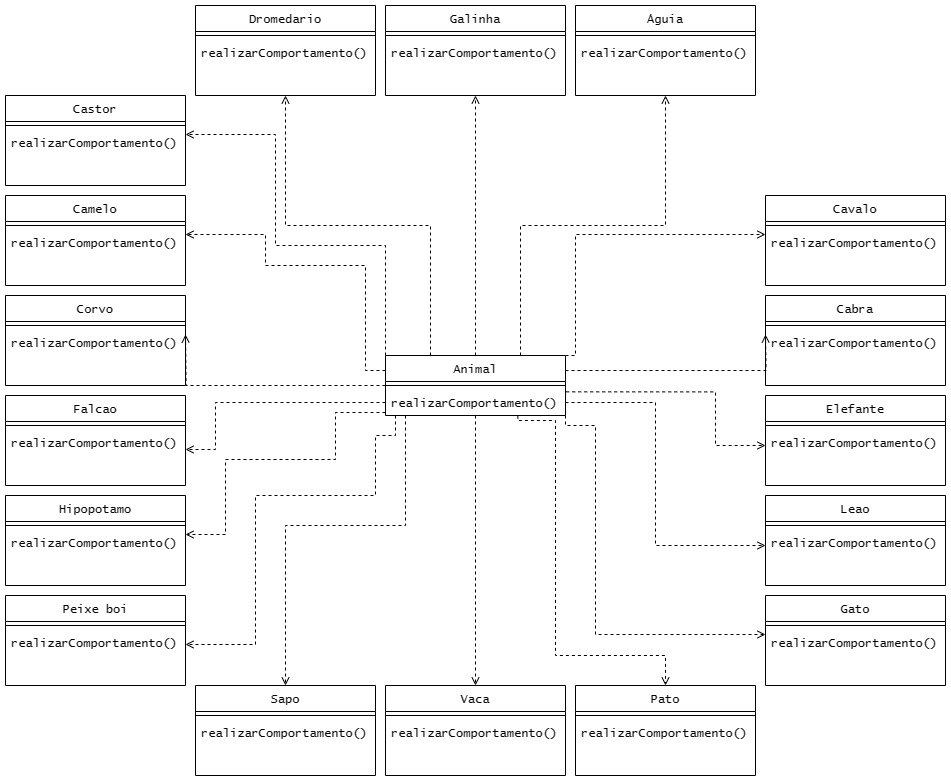 Dromedario
realizarComportamento()
Galinha
realizarComportamento()
Aguia
realizarComportamento()
Castor
realizarComportamento()
Camelo
realizarComportamento()
Cavalo
realizarComportamento()
Corvo
realizarComportamento()
Cabra
realizarComportamento()
Animal
realizarComportamento()
Falcao
realizarComportamento()
Elefante
realizarComportamento()
Hipopotamo
realizarComportamento()
Leao
realizarComportamento()
Peixe boi
realizarComportamento()
Gato
realizarComportamento()
Sapo
realizarComportamento()
Vaca
realizarComportamento()
Pato
realizarComportamento()